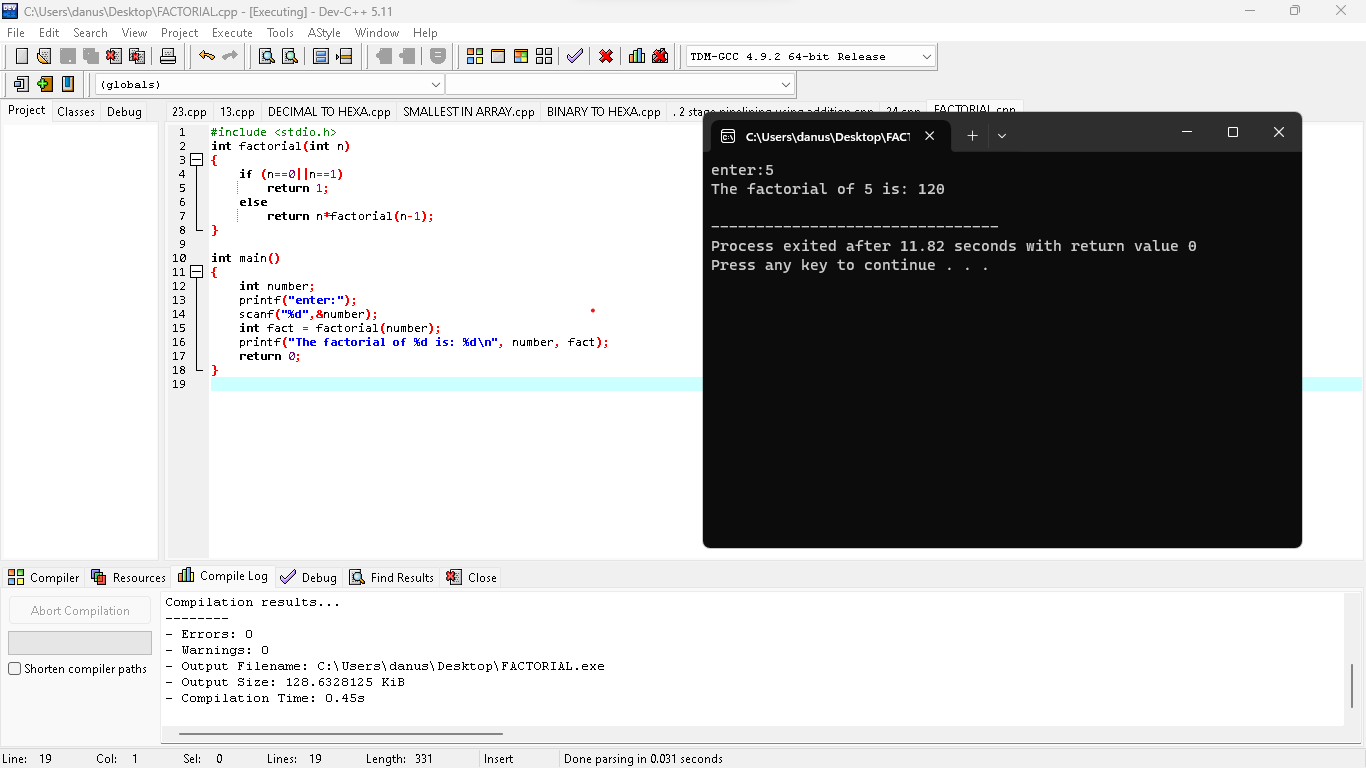 C:\Users\danus\Desktop\FACTORIAL.cpp - [Executing] - Dev-C++ 5.11
File Edit Search View Project Execute Tools AStyle Window Help
TDM-GCC 4.9.2 64-bit Release
(globals)
Project Classes Debug
23.cpp 13.cpp DECIMAL TO HEXA.cpp SMALLEST IN ARRAY.cpp BINARY TO HEXA.cpp . 2 stage pipelining using addition.cpp 24.cpp FACTORIAL.cpp
1 #include <stdio.h>
2 int factorial(int n)
3 {
4 if (n==0||n==1)
5 return 1;
6 else
7 return n*factorial(n-1);
8 }
9
10 int main()
11 {
12 int number;
13 printf("enter:");
14 scanf("%d",&number);
15 int fact = factorial(number);
16 printf("The factorial of %d is: %d\n", number, fact);
17 return 0;
18 }
19
C:\Users\danus\Desktop\FACT
enter:5
The factorial of 5 is: 120
--------------------------------
Process exited after 11.82 seconds with return value 0
Press any key to continue . . .
Compiler Resources Compile Log Debug Find Results Close
Abort Compilation
Shorten compiler paths
Compilation results...
--------
- Errors: 0
- Warnings: 0
- Output Filename: C:\Users\danus\Desktop\FACTORIAL.exe
- Output Size: 128.6328125 KiB
- Compilation Time: 0.45s
Line: 19 Col: 1 Sel: 0 Lines: 19 Length: 331 Insert Done parsing in 0.031 seconds